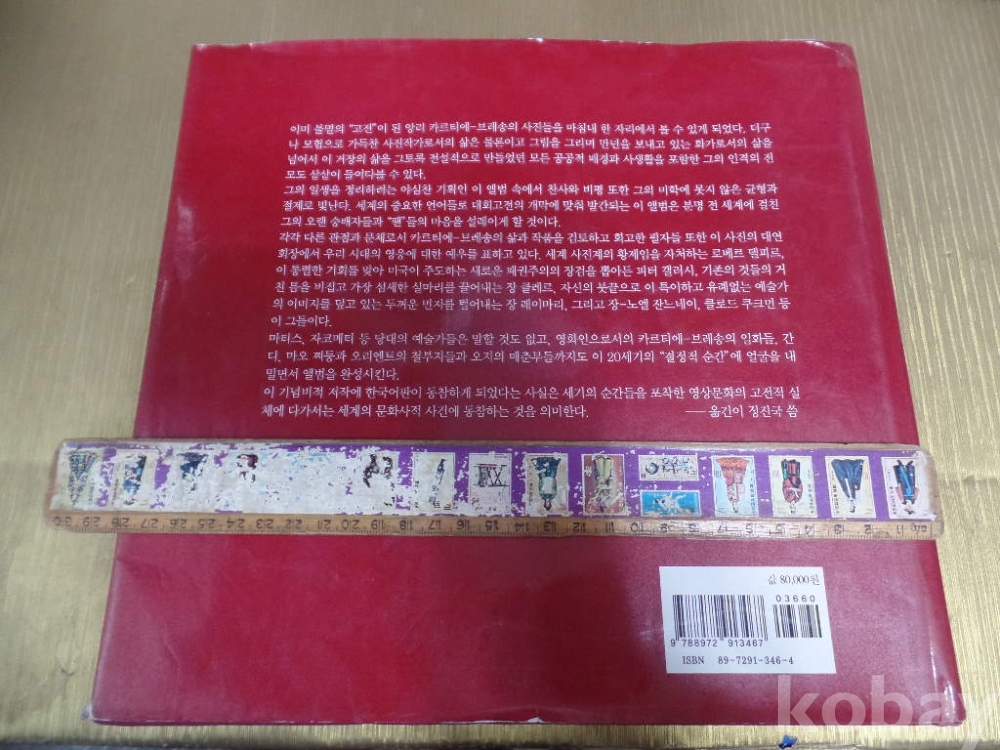 이미 불멸의 "고전"이 된 앙리 카르티에-브레송의 사진들을 마침내 한 자리에서 볼 수 있게 되었다. 더구
나 모험으로 가득찬 사진작가로서의 삶은 물론이고 그림을 그리며 만년을 보내고 있는 화가로서의 삶을
넘어서 이 거장의 삶을 그토록 전설적으로 만들었던 모든 공공적 배경과 사생활을 포함한 그의 인격의 전
모도 샅샅이 들여다볼 수 있다.
그의 일생을 정리하려는 야심찬 기획인 이 앨범 속에서 찬사와 비평 또한 그의 미학에 못지 않은 균형과
절제로 빛난다. 세계의 중요한 언어들로 대회고전의 개막에 맞춰 발간되는 이 앨범은 분명 전 세계에 걸친
그의 오랜 숭배자들과 "팬"들의 마음을 설레이게 할 것이다.
각각 다른 관점과 문체로서 카르티에-브레송의 삶과 작품을 검토하고 회고한 필자들 또한 이 사진의 대연
회장에서 우리 시대의 영웅에 대한 예우를 표하고 있다. 세계 사진계의 황제임을 자처하는 로베르 델피르,
이 통렬한 기회를 맞아 미국이 주도하는 새로운 패권주의의 장검을 뽑아든 피터 갤러시, 기존의 것들의 거
친 틈을 비집고 가장 섬세한 실마리를 끌어내는 장 클레르, 자신의 붓끝으로 이 특이하고 유례없는 예술가
의 이미지를 덮고 있는 두꺼운 먼지를 털어내는 장 레이마리, 그리고 장-노엘 잔느네이, 클로드 쿠크먼 등
이 그들이다.
마티스, 자코메티 등 당대의 예술가들은 말할 것도 없고, 영화인으로서의 카르티에-브레송의 일화들, 간
디, 마오 쩌둥과 오리엔트의 철부지들과 오지의 매춘부들까지도 이 20세기의 "결정적 순간"에 얼굴을 내
밀면서 앨범을 완성시킨다.
이 기념비적 저작에 한국어판이 동참하게 되었다는 사실은 세기의 순간들을 포착한 영상문화의 고전적 실
체에 다가서는 세계의 문화사적 사건에 동참하는 것을 의미한다. ── 옮긴이 정진국 씀
값 80,000원
03660
9 788972 913467
ISBN 89-7291-346-4
kobay